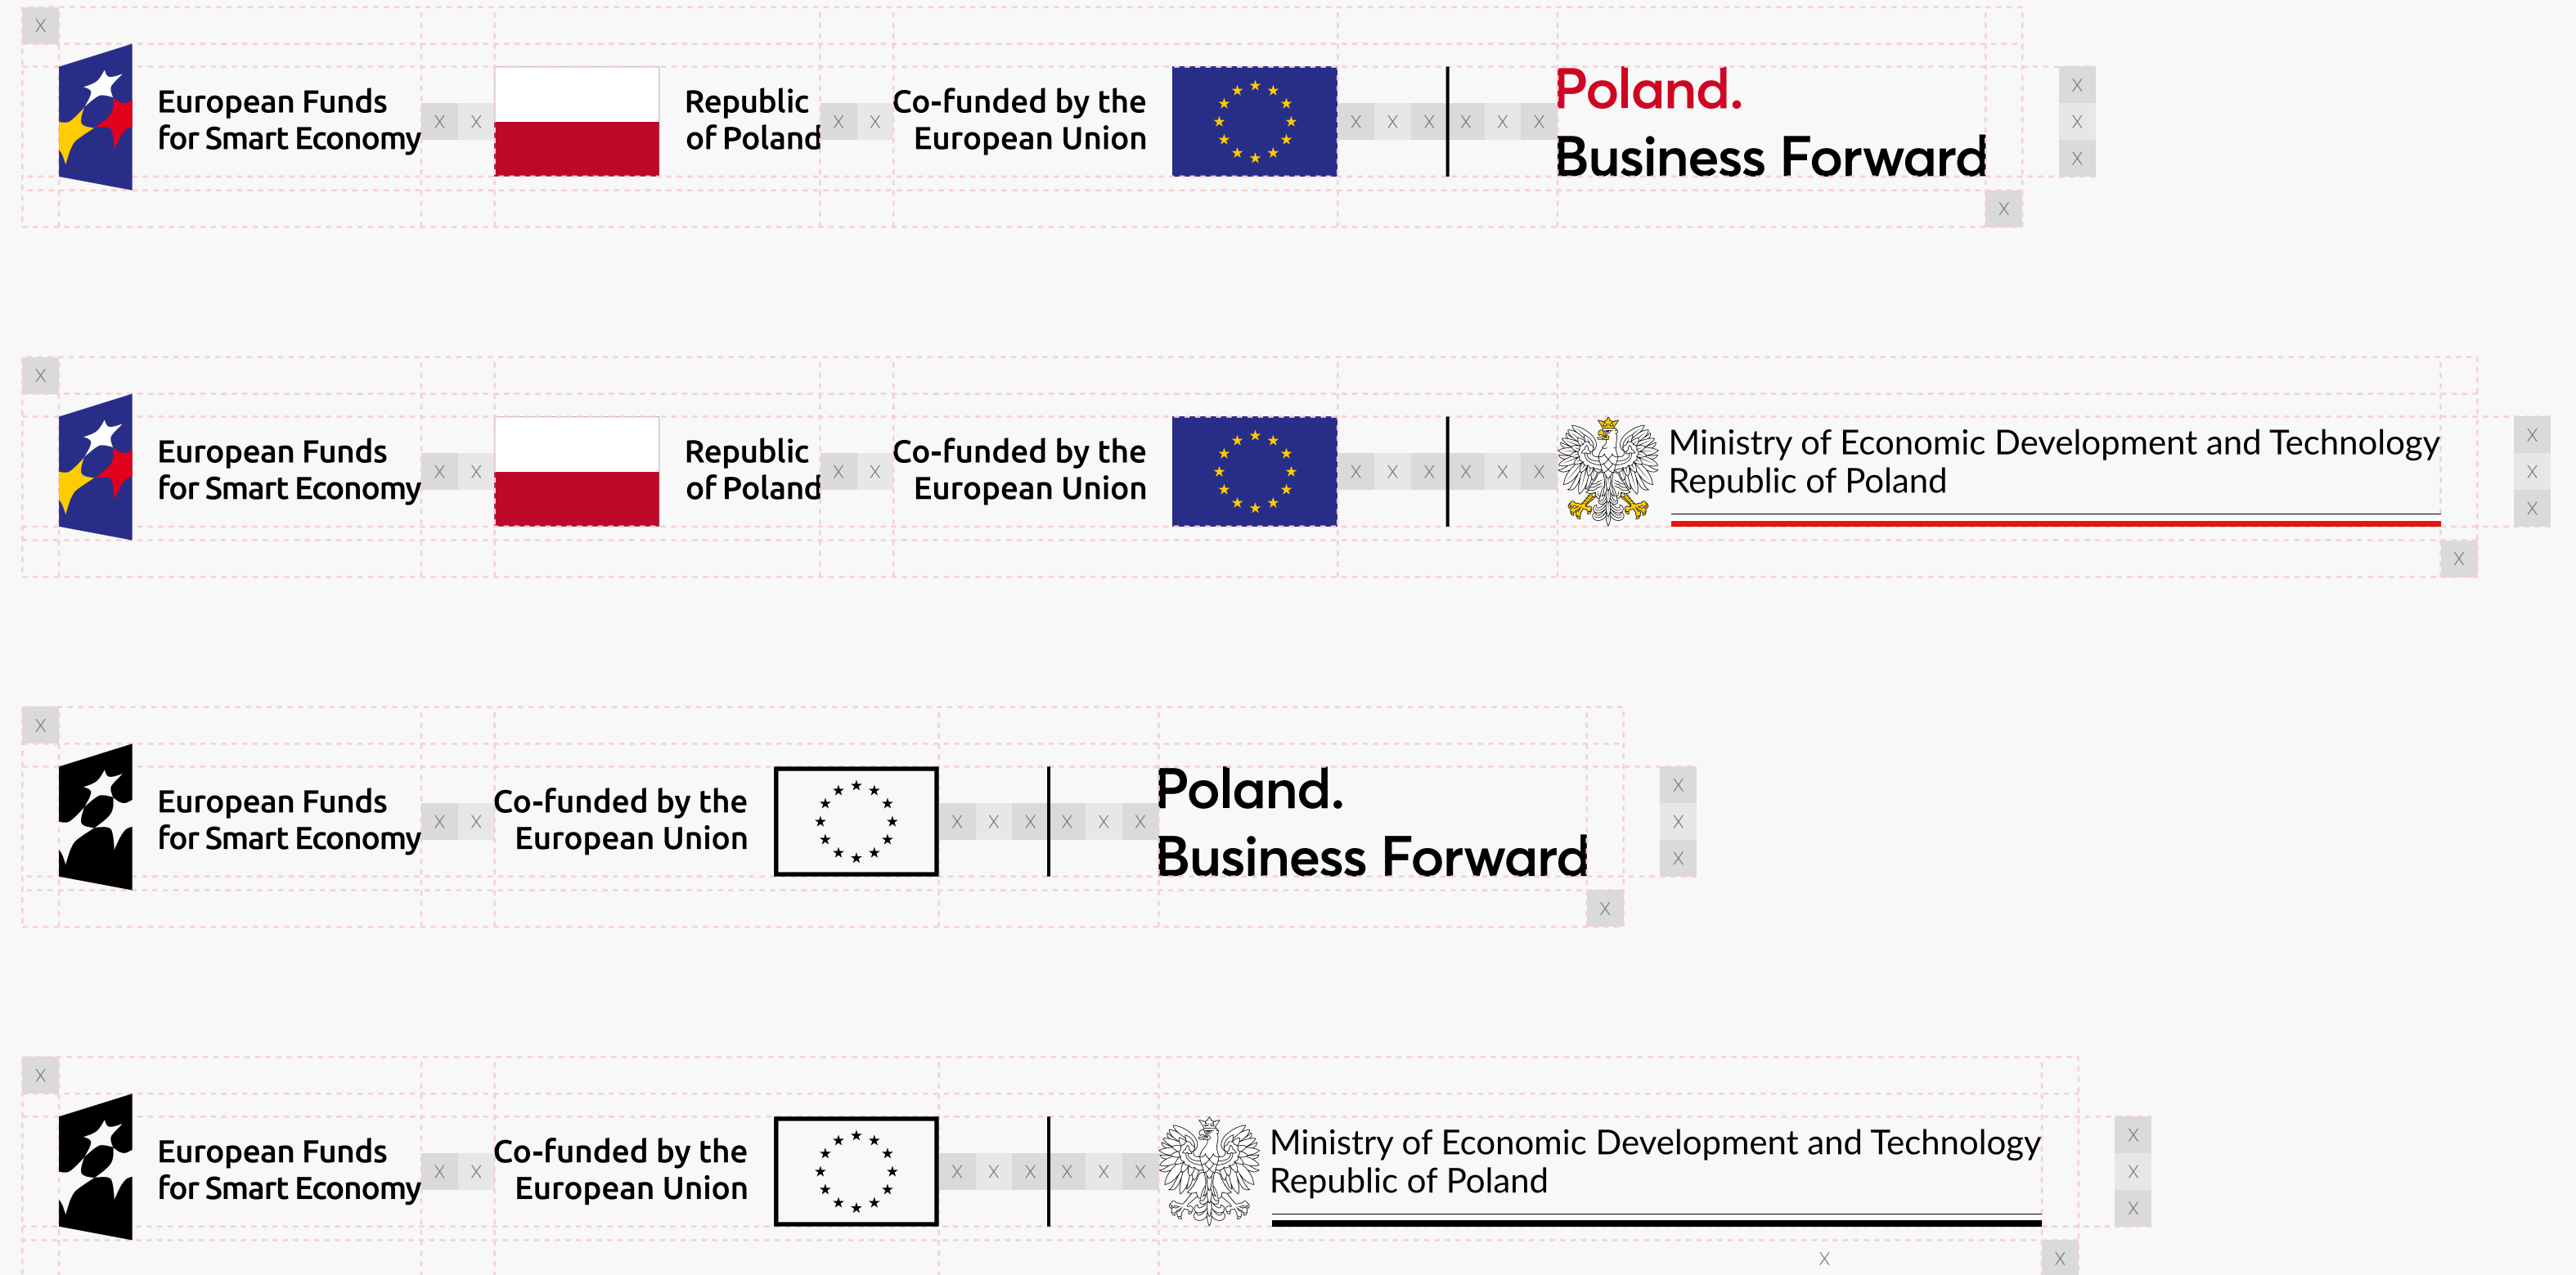 X
European Funds
for Smart Economy
X X
Republic
of Poland
X X
Co-funded by the
European Union
X X X X X X
Poland.
Business Forward
X
X
X
X
X
European Funds
for Smart Economy
X X
Republic
of Poland
X X
Co-funded by the
European Union
X X X X X X
Ministry of Economic Development and Technology
Republic of Poland
X
X
X
X
X
European Funds
for Smart Economy
X X
Co-funded by the
European Union
X X X X X X
Poland.
Business Forward
X
X
X
X
X
European Funds
for Smart Economy
X X
Co-funded by the
European Union
X X X X X X
Ministry of Economic Development and Technology
Republic of Poland
X
X
X
X X